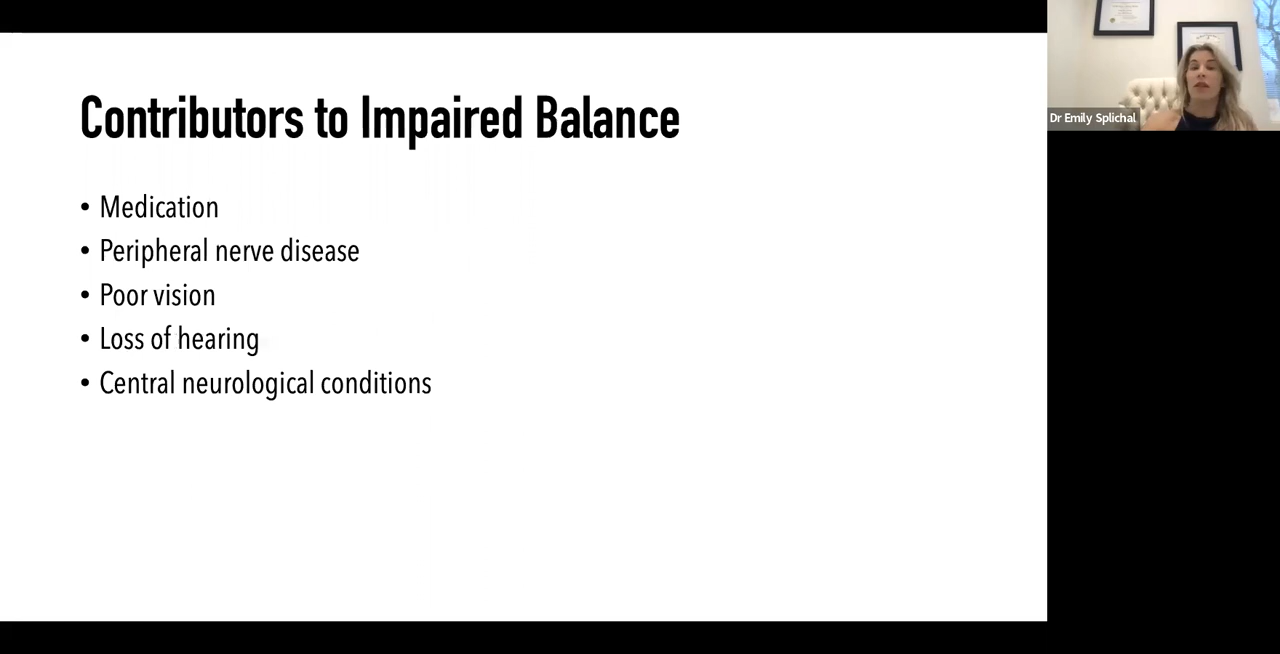 Contributors to Impaired Balance
• Medication
• Peripheral nerve disease
• Poor vision
• Loss of hearing
• Central neurological conditions
Dr Emily Splichal